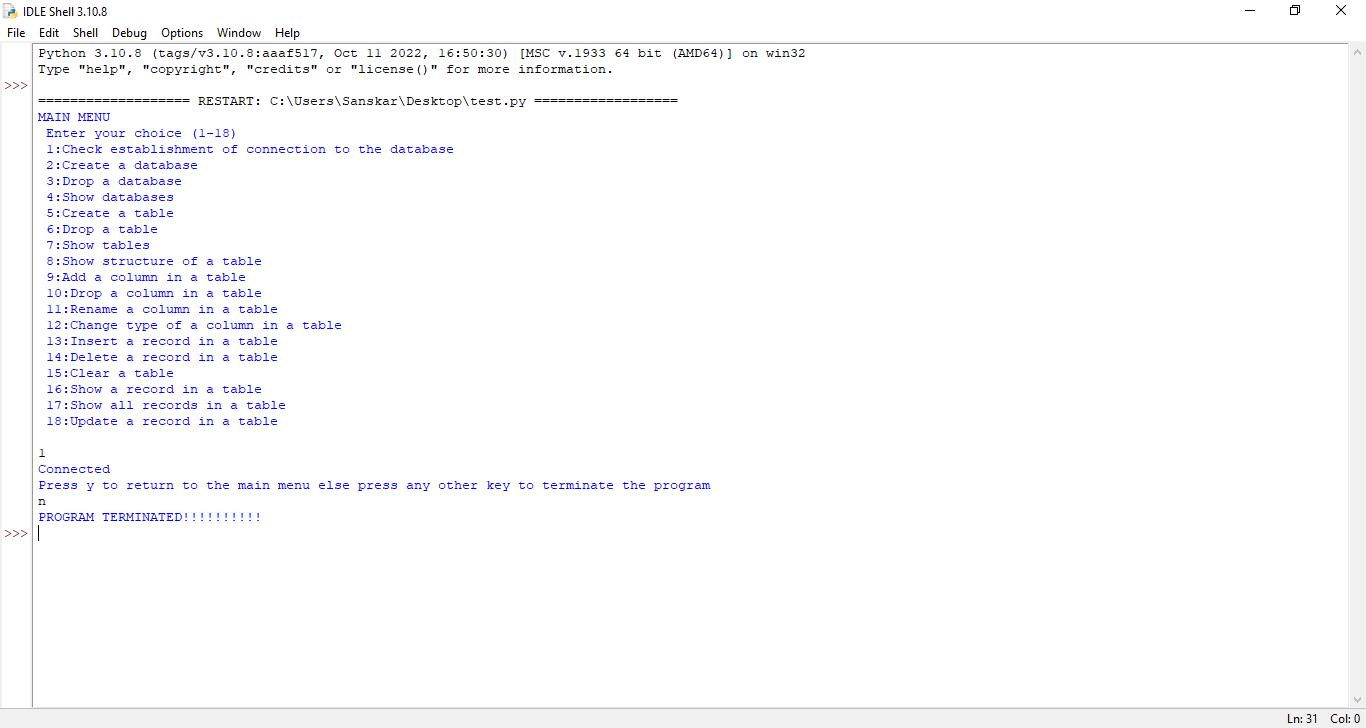 IDLE Shell 3.10.8
File Edit Shell Debug Options Window Help
Python 3.10.8 (tags/v3.10.8:aaaf517, Oct 11 2022, 16:50:30) [MSC v.1933 64 bit (AMD64)] on win32
Type "help", "copyright", "credits" or "license()" for more information.
>>>
=================== RESTART: C:\Users\Sanskar\Desktop\test.py ==================
MAIN MENU
 Enter your choice (1-18)
 1:Check establishment of connection to the database
 2:Create a database
 3:Drop a database
 4:Show databases
 5:Create a table
 6:Drop a table
 7:Show tables
 8:Show structure of a table
 9:Add a column in a table
 10:Drop a column in a table
 11:Rename a column in a table
 12:Change type of a column in a table
 13:Insert a record in a table
 14:Delete a record in a table
 15:Clear a table
 16:Show a record in a table
 17:Show all records in a table
 18:Update a record in a table
1
Connected
Press y to return to the main menu else press any other key to terminate the program
n
PROGRAM TERMINATED!!!!!!!!!!
>>>
Ln: 31 Col: 0